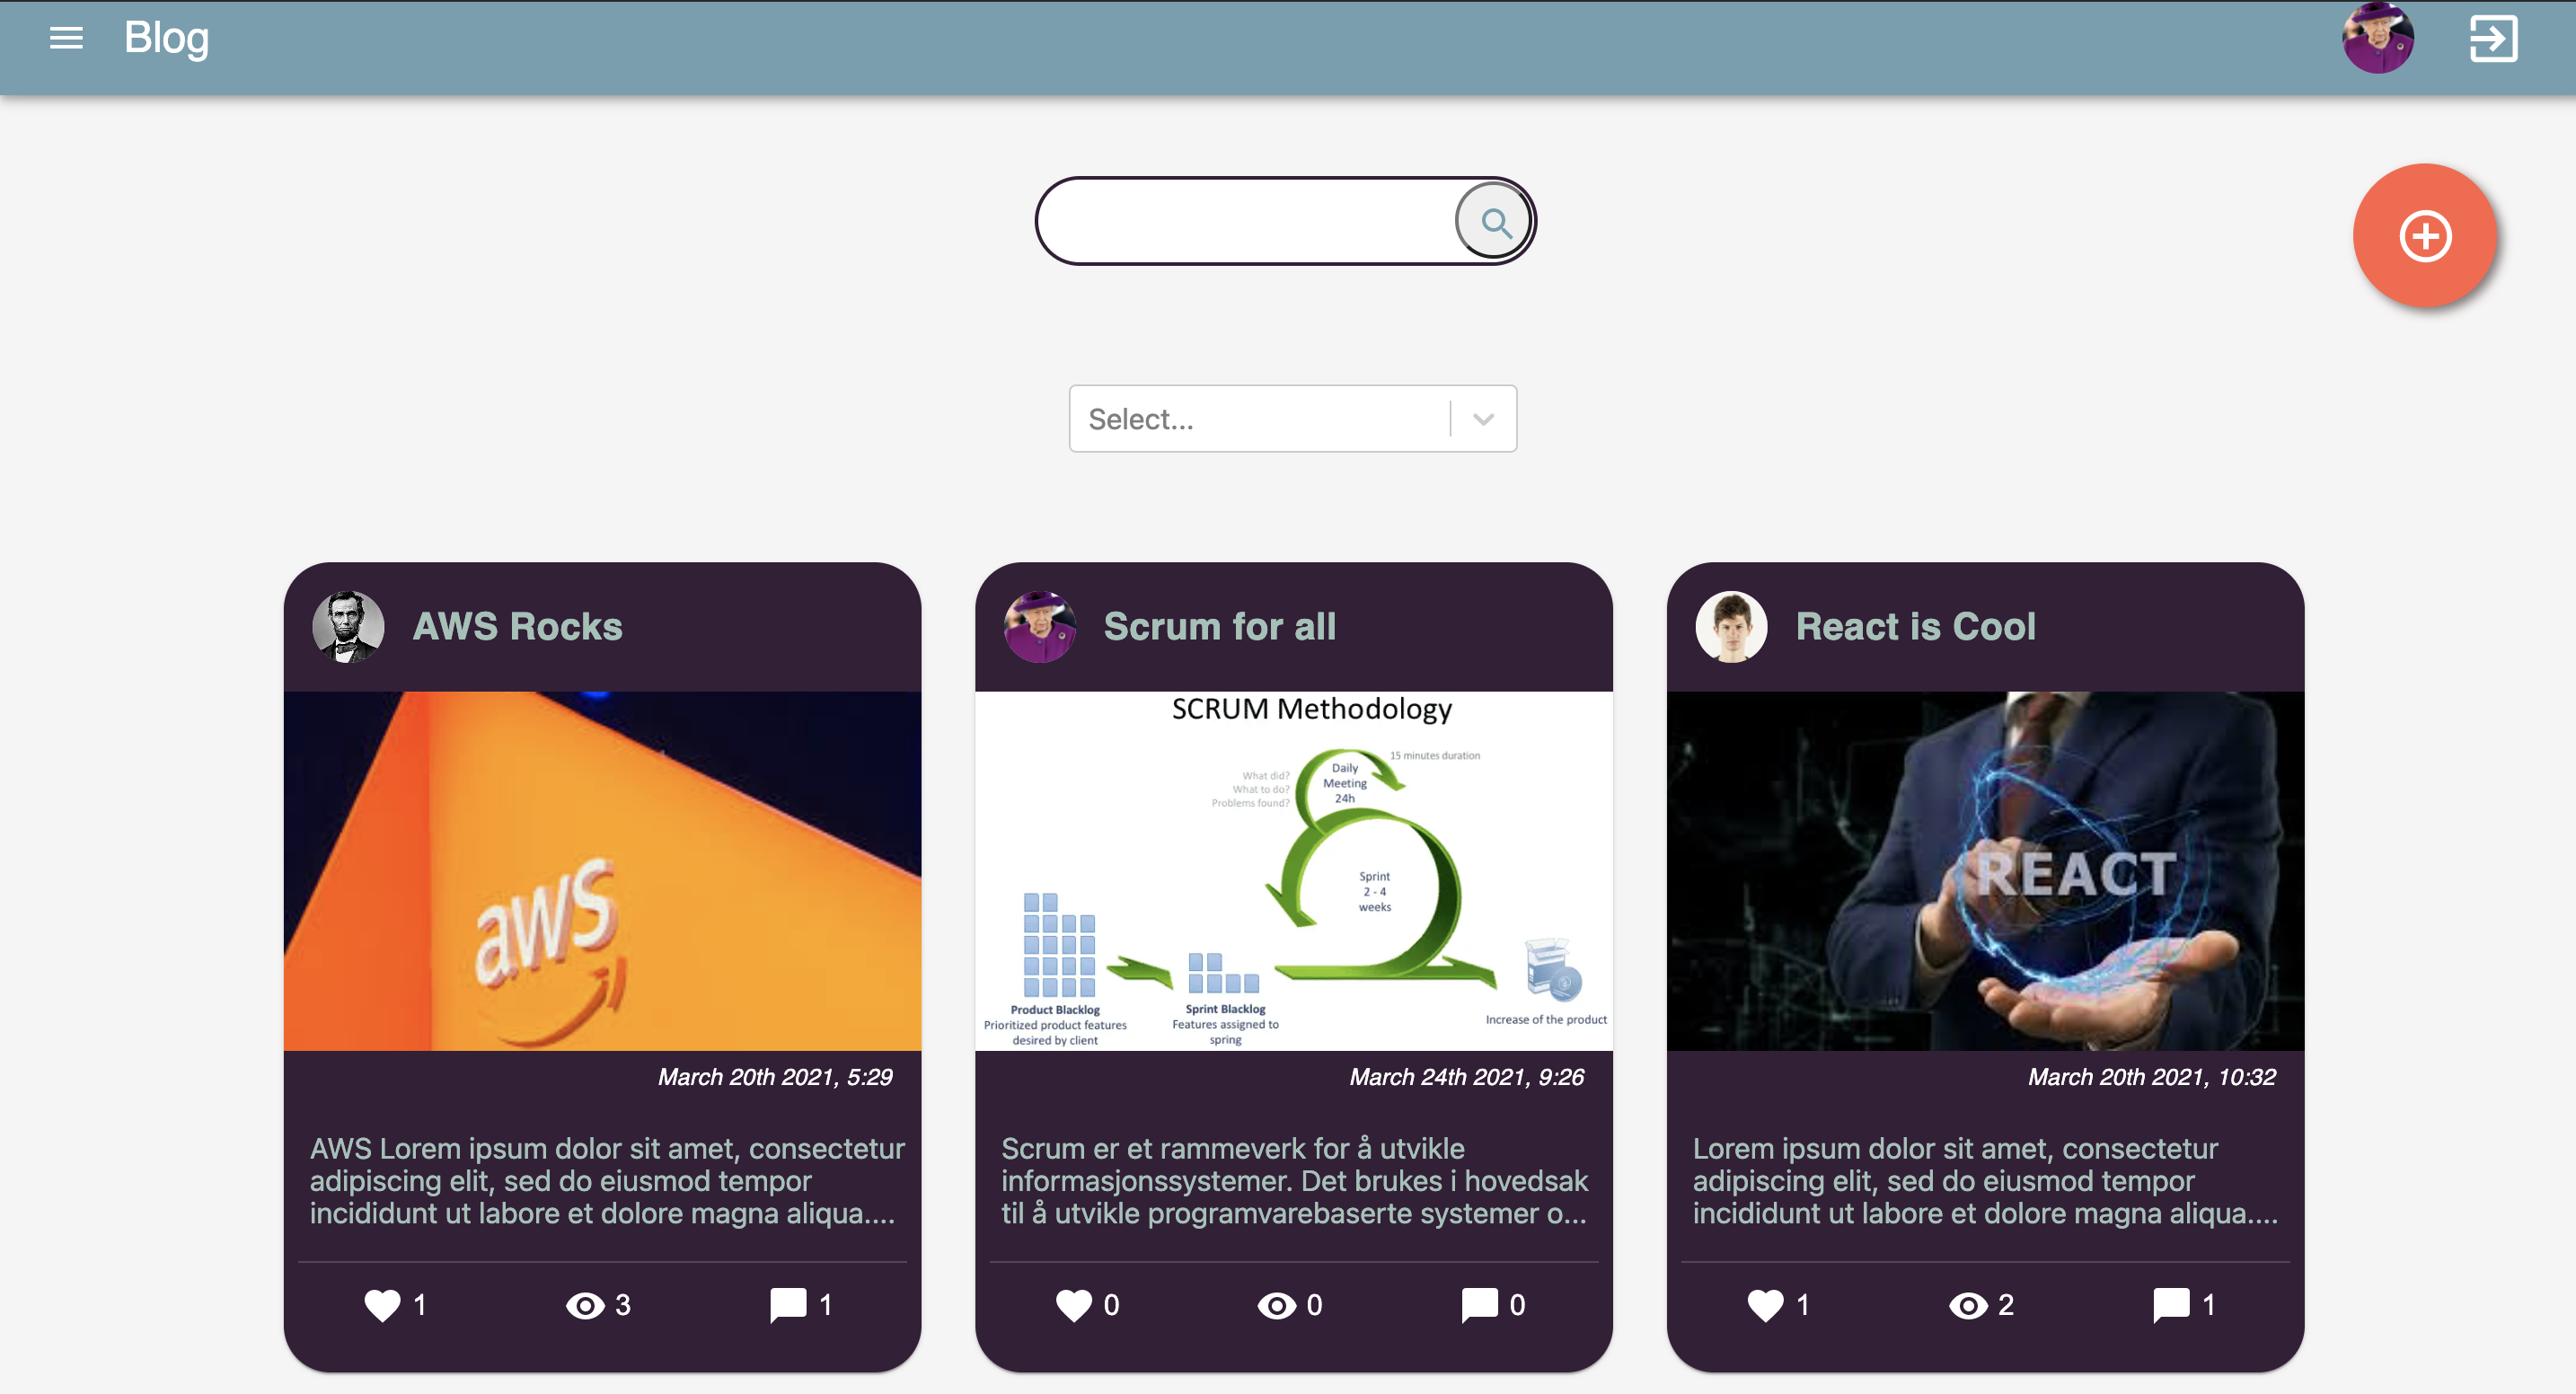 Blog
Select...
AWS Rocks
aws
March 20th 2021, 5:29
AWS Lorem ipsum dolor sit amet, consectetur
adipiscing elit, sed do eiusmod tempor
incididunt ut labore et dolore magna aliqua....
1
3
1
Scrum for all
SCRUM Methodology
15 minutes duration
Daily
Meeting
24h
What did?
What to do?
Problems found?
Sprint
2 - 4
weeks
Product Blacklog
Prioritized product features
desired by client
Sprint Blacklog
Features assigned to
spring
Increase of the product
March 24th 2021, 9:26
Scrum er et rammeverk for å utvikle
informasjonssystemer. Det brukes i hovedsak
til å utvikle programvarebaserte systemer o...
0
0
0
React is Cool
REACT
March 20th 2021, 10:32
Lorem ipsum dolor sit amet, consectetur
adipiscing elit, sed do eiusmod tempor
incididunt ut labore et dolore magna aliqua....
1
2
1